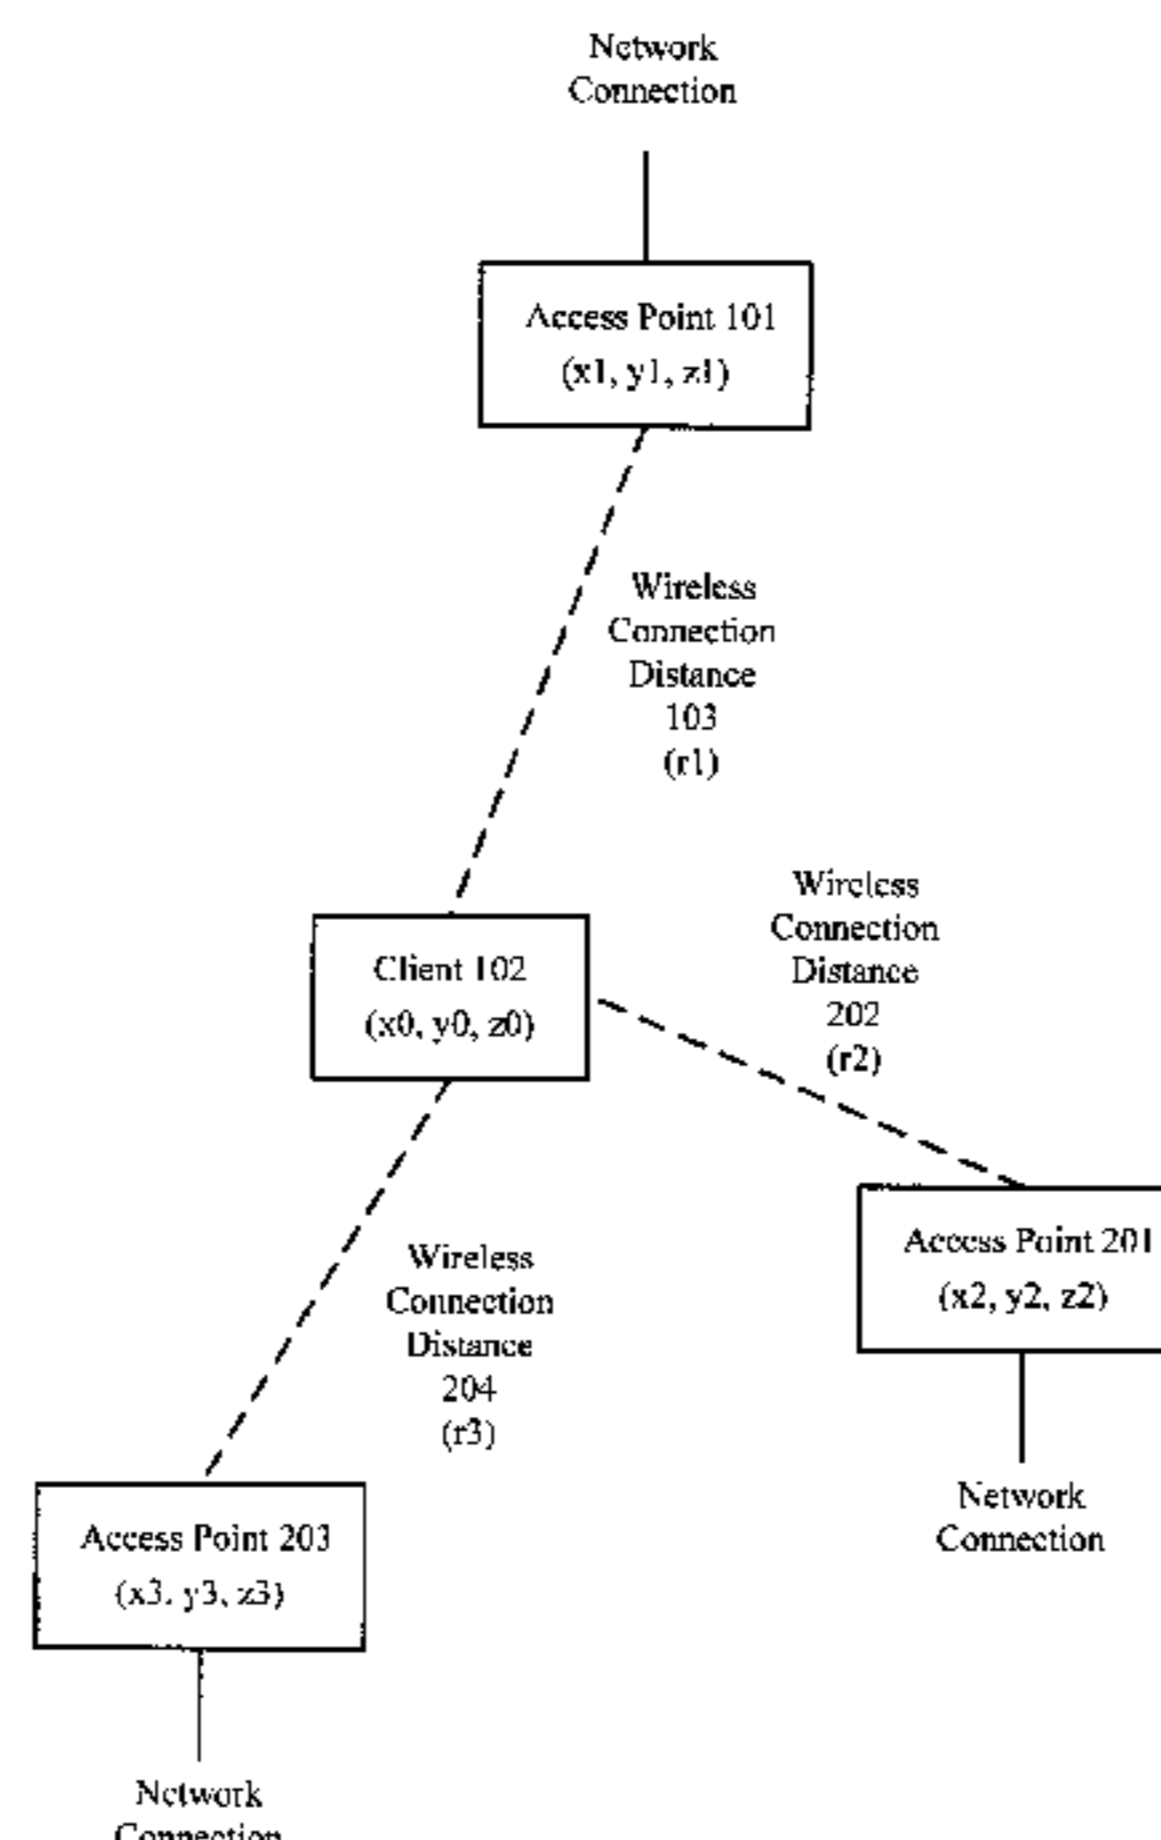 Network
Connection
Access Point 101
(x1, y1, z1)
Wireless
Connection
Distance
103
(r1)
Wireless
Connection
Distance
202
(r2)
Client 102
(x0, y0, z0)
Access Point 201
(x2, y2, z2)
Wireless
Connection
Distance
204
(r3)
Network
Connection
Access Point 203
(x3, y3, z3)
Network
Connection